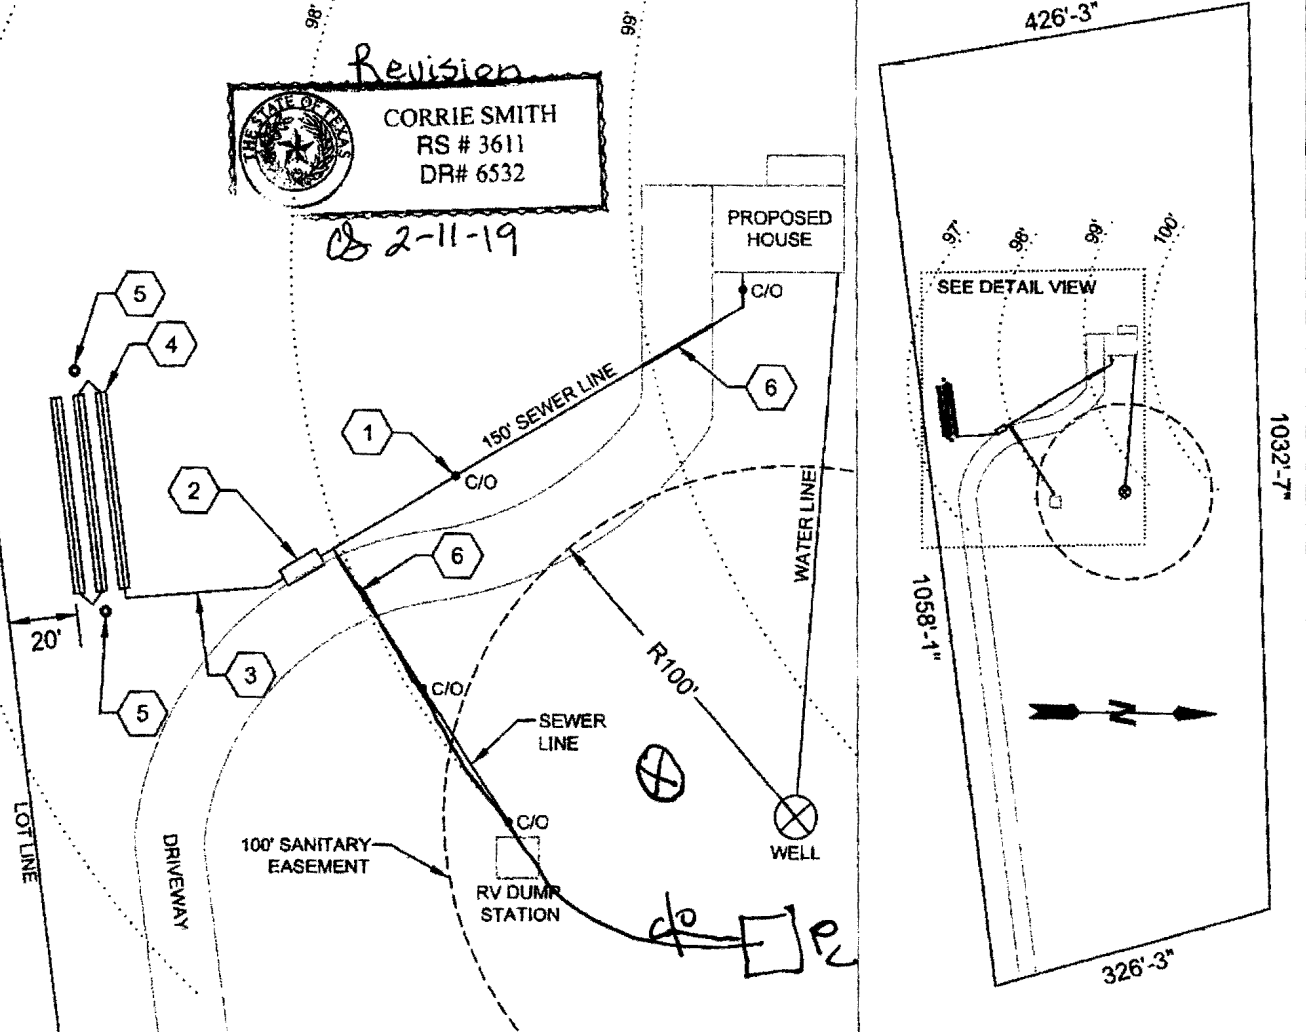 98'
99'
Revision
THE STATE OF TEXAS
CORRIE SMITH
RS # 3611
DR# 6532
CS 2-11-19
PROPOSED
HOUSE
C/O
5
4
6
150' SEWER LINE
1
C/O
2
6
WATER LINE
20'
3
R100'
5
C/O
SEWER
LINE
LOT LINE
DRIVEWAY
100' SANITARY
EASEMENT
C/O
WELL
RV DUMP
STATION
C/O
426'-3"
97'
98'
99'
100'
SEE DETAIL VIEW
1032'-7"
1058'-1"
N
326'-3"